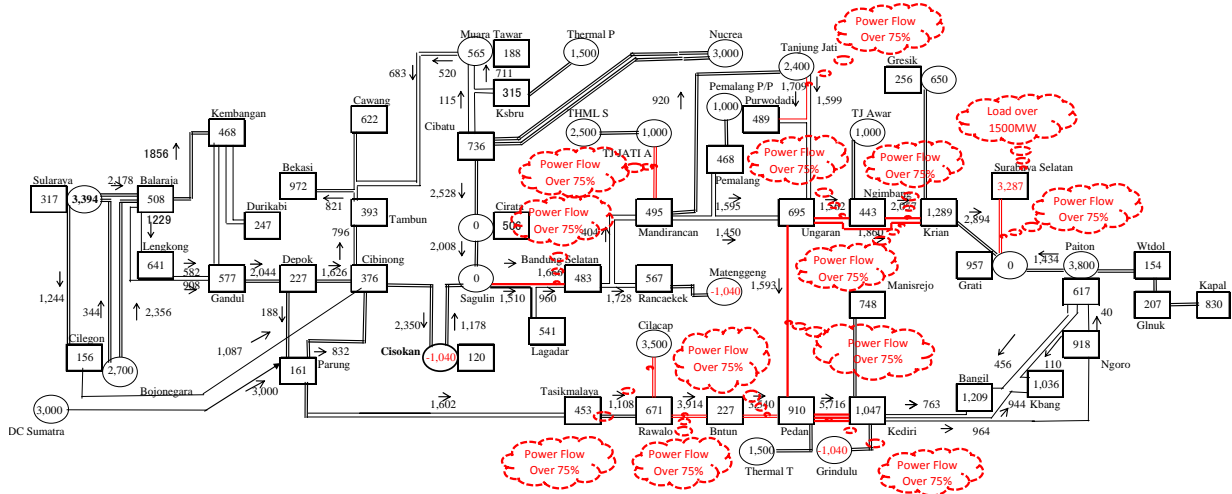 Power Flow
Over 75%
Muara Tawar
565
188
Thermal P
1,500
Nucrea
3,000
Tanjung Jati
2,400
Gresik
256
650
683
520
711
1,709
1,599
Pemalang P/P
1,000
Purwodadi
489
TJ Awar
1,000
Load over
1500MW
Cawang
622
115
315
Ksbru
920
THML S
2,500
1,000
TJ JATI A
Kembangan
468
Cibatu
736
468
Pemalang
Power Flow
Over 75%
Power Flow
Over 75%
Power Flow
Over 75%
1856
Sularaya
317
3,394
2,178
Balaraja
508
Bekasi
972
821
393
Tambun
2,528
Cirata
0
506
Power Flow
Over 75%
495
Mandirancan
1,595
695
Ungaran
1,562
Ngimbang
443
1,289
Krian
Surabaya Selatan
3,287
Power Flow
Over 75%
1229
Durikabi
247
796
404
1,450
1,860
2,894
Lengkong
641
582
908
577
Gandul
2,044
Depok
227
1,626
Cibinong
376
2,008
0
Sagulin
1,510
Bandung Selatan
1,666
960
483
1,728
567
Rancaekek
Matenggeng
-1,040
1,593
Power Flow
Over 75%
957
Grati
0
1,434
Paiton
3,800
Wtdol
154
617
207
Glnuk
Kapal
830
1,244
344
2,356
188
2,350
1,178
541
Lagadar
Manisrejo
748
40
Cilegon
156
2,700
1,087
832
161
Parung
Cisokan
-1,040
120
Cilacap
3,500
Power Flow
Over 75%
Power Flow
Over 75%
456
110
918
Ngoro
Bojonegara
3,000
Bangil
1,209
1,036
Kbang
3,000
DC Sumatra
1,602
Tasikmalaya
453
1,108
671
Rawalo
3,914
227
Bntun
910
Pedan
5,716
1,047
Kediri
763
944
964
Power Flow
Over 75%
Power Flow
Over 75%
1,500
Thermal T
-1,040
Grindulu
Power Flow
Over 75%